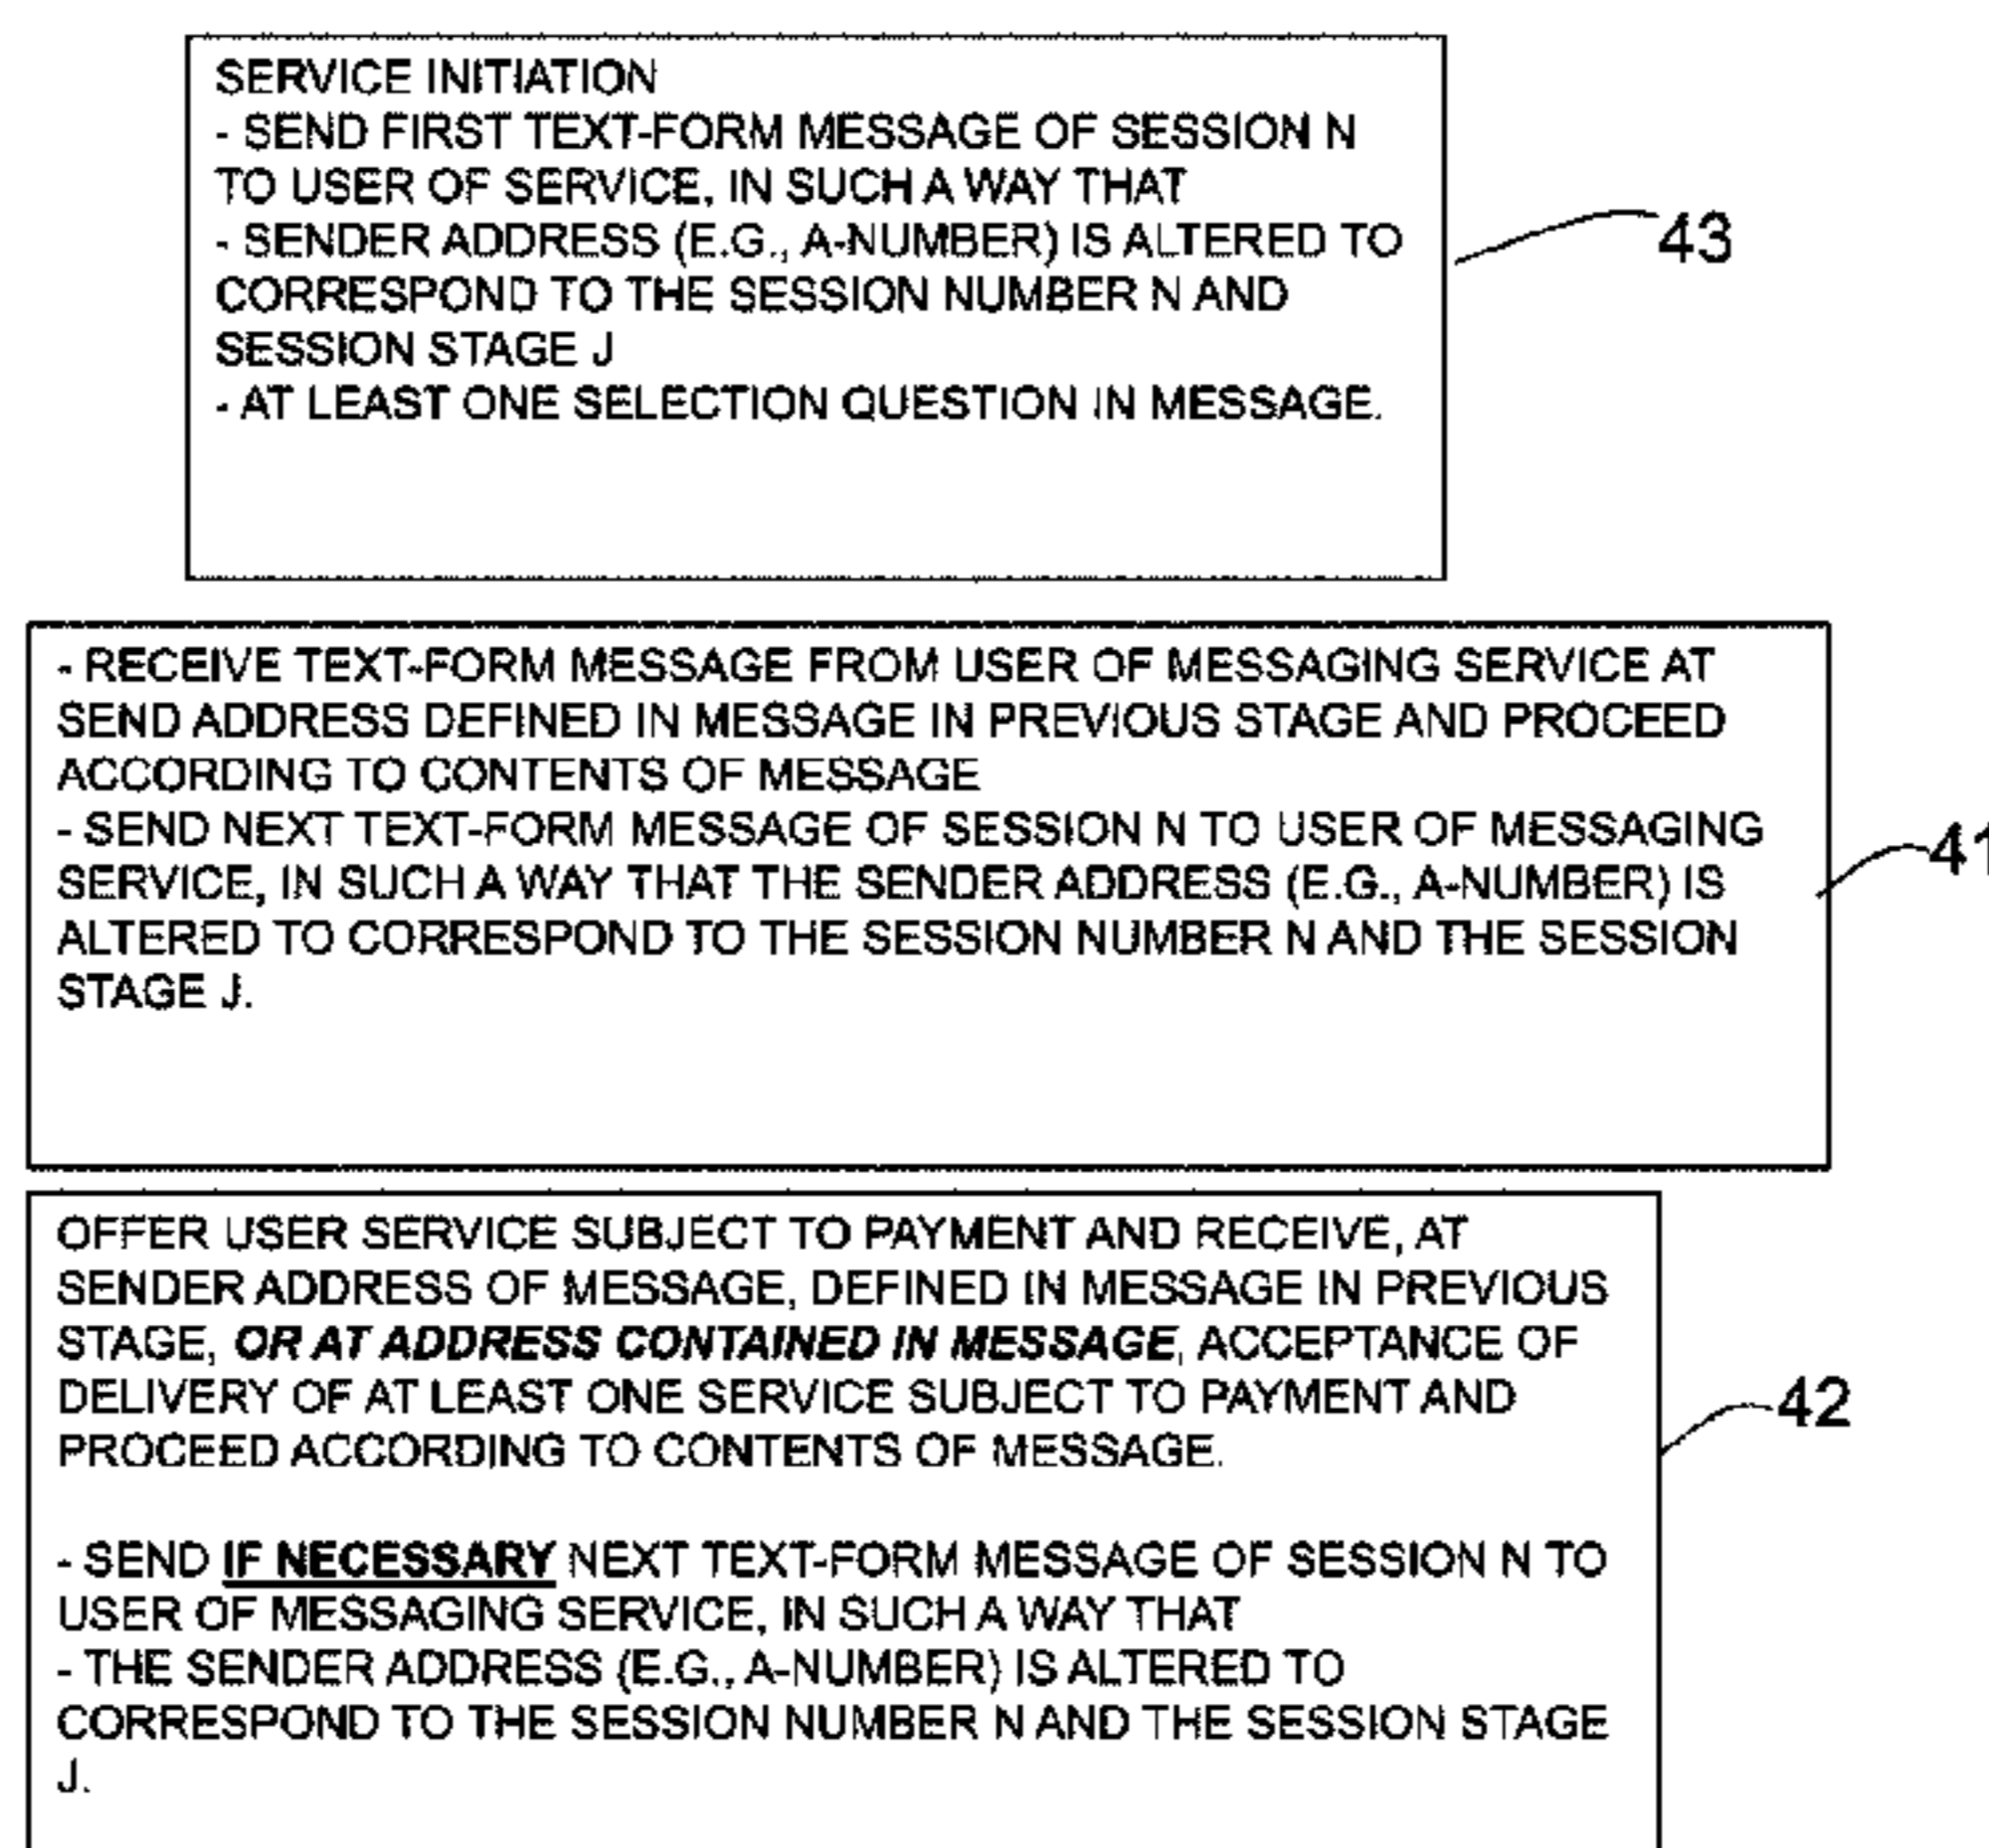 SERVICE INITIATION
- SEND FIRST TEXT-FORM MESSAGE OF SESSION N
TO USER OF SERVICE, IN SUCH A WAY THAT
- SENDER ADDRESS (E.G., A-NUMBER) IS ALTERED TO
CORRESPOND TO THE SESSION NUMBER N AND
SESSION STAGE J
- AT LEAST ONE SELECTION QUESTION IN MESSAGE.
43
- RECEIVE TEXT-FORM MESSAGE FROM USER OF MESSAGING SERVICE AT
SEND ADDRESS DEFINED IN MESSAGE IN PREVIOUS STAGE AND PROCEED
ACCORDING TO CONTENTS OF MESSAGE
- SEND NEXT TEXT-FORM MESSAGE OF SESSION N TO USER OF MESSAGING
SERVICE, IN SUCH A WAY THAT THE SENDER ADDRESS (E.G., A-NUMBER) IS
ALTERED TO CORRESPOND TO THE SESSION NUMBER N AND THE SESSION
STAGE J.
41
OFFER USER SERVICE SUBJECT TO PAYMENT AND RECEIVE, AT
SENDER ADDRESS OF MESSAGE, DEFINED IN MESSAGE IN PREVIOUS
STAGE, OR AT ADDRESS CONTAINED IN MESSAGE, ACCEPTANCE OF
DELIVERY OF AT LEAST ONE SERVICE SUBJECT TO PAYMENT AND
PROCEED ACCORDING TO CONTENTS OF MESSAGE.
- SEND IF NECESSARY NEXT TEXT-FORM MESSAGE OF SESSION N TO
USER OF MESSAGING SERVICE, IN SUCH A WAY THAT
- THE SENDER ADDRESS (E.G., A-NUMBER) IS ALTERED TO
CORRESPOND TO THE SESSION NUMBER N AND THE SESSION STAGE
J.
42